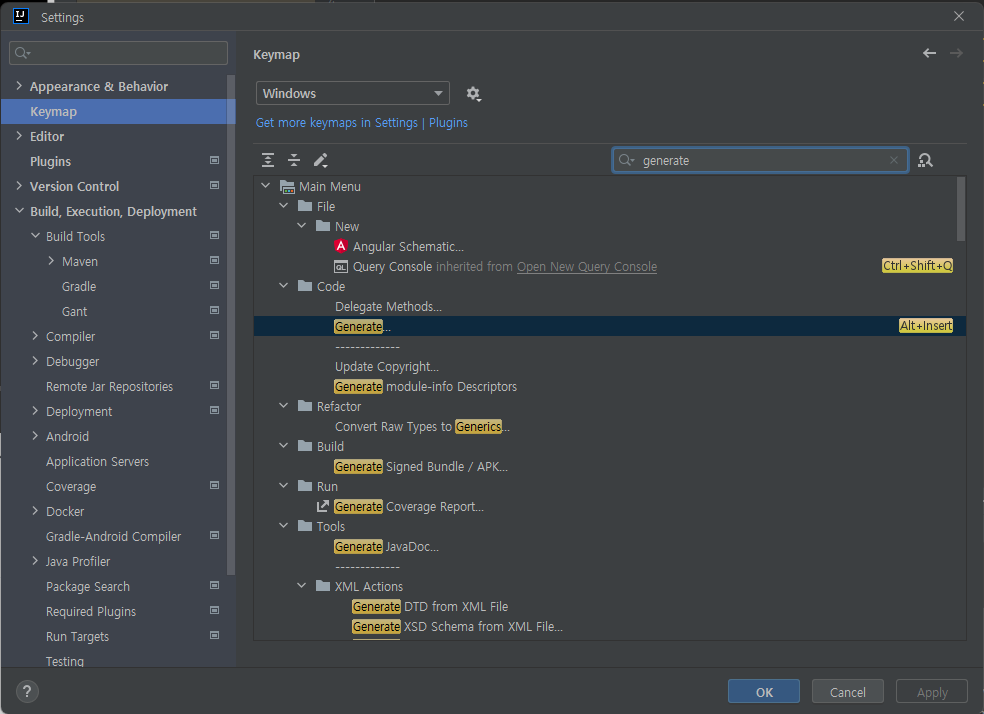 Settings
Keymap
Appearance & Behavior
Keymap
Editor
Plugins
Version Control
Build, Execution, Deployment
Build Tools
Maven
Gradle
Gant
Compiler
Debugger
Remote Jar Repositories
Deployment
Android
Application Servers
Coverage
Docker
Gradle-Android Compiler
Java Profiler
Package Search
Required Plugins
Run Targets
Testing
Windows
Get more keymaps in Settings | Plugins
generate
Main Menu
File
New
Angular Schematic...
Query Console inherited from Open New Query Console Ctrl+Shift+Q
Code
Delegate Methods...
Generate... Alt+Insert
-------------
Update Copyright...
Generate module-info Descriptors
Refactor
Convert Raw Types to Generics...
Build
Generate Signed Bundle / APK...
Run
Generate Coverage Report...
Tools
Generate JavaDoc...
-------------
XML Actions
Generate DTD from XML File
Generate XSD Schema from XML File...
? OK Cancel Apply